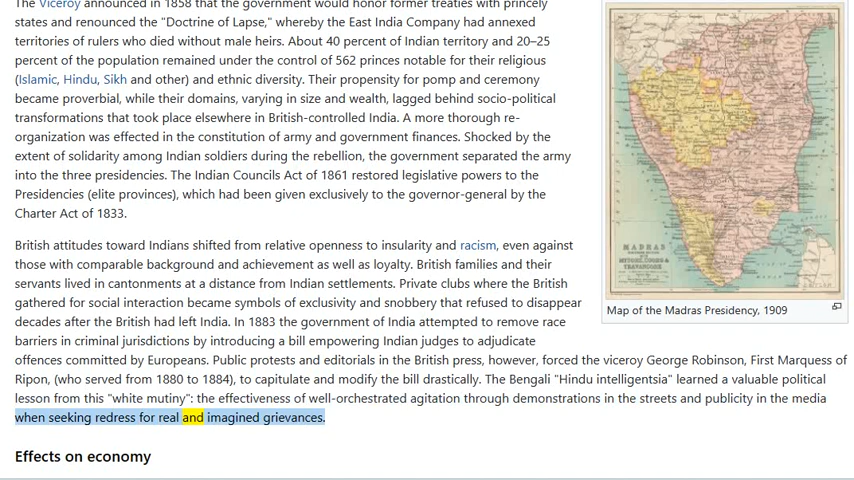 The Viceroy announced in 1858 that the government would honor former treaties with princely
states and renounced the "Doctrine of Lapse," whereby the East India Company had annexed
territories of rulers who died without male heirs. About 40 percent of Indian territory and 20–25
percent of the population remained under the control of 562 princes notable for their religious
(Islamic, Hindu, Sikh and other) and ethnic diversity. Their propensity for pomp and ceremony
became proverbial, while their domains, varying in size and wealth, lagged behind socio-political
transformations that took place elsewhere in British-controlled India. A more thorough re-
organization was effected in the constitution of army and government finances. Shocked by the
extent of solidarity among Indian soldiers during the rebellion, the government separated the army
into the three presidencies. The Indian Councils Act of 1861 restored legislative powers to the
Presidencies (elite provinces), which had been given exclusively to the governor-general by the
Charter Act of 1833.
British attitudes toward Indians shifted from relative openness to insularity and racism, even against
those with comparable background and achievement as well as loyalty. British families and their
servants lived in cantonments at a distance from Indian settlements. Private clubs where the British
gathered for social interaction became symbols of exclusivity and snobbery that refused to disappear
decades after the British had left India. In 1883 the government of India attempted to remove race
barriers in criminal jurisdictions by introducing a bill empowering Indian judges to adjudicate
offences committed by Europeans. Public protests and editorials in the British press, however, forced the viceroy George Robinson, First Marquess of
Ripon, (who served from 1880 to 1884), to capitulate and modify the bill drastically. The Bengali "Hindu intelligentsia" learned a valuable political
lesson from this "white mutiny": the effectiveness of well-orchestrated agitation through demonstrations in the streets and publicity in the media
when seeking redress for real and imagined grievances.
MADRAS
MYSORE, COORG &
TRAVANCORE
Map of the Madras Presidency, 1909
Effects on economy